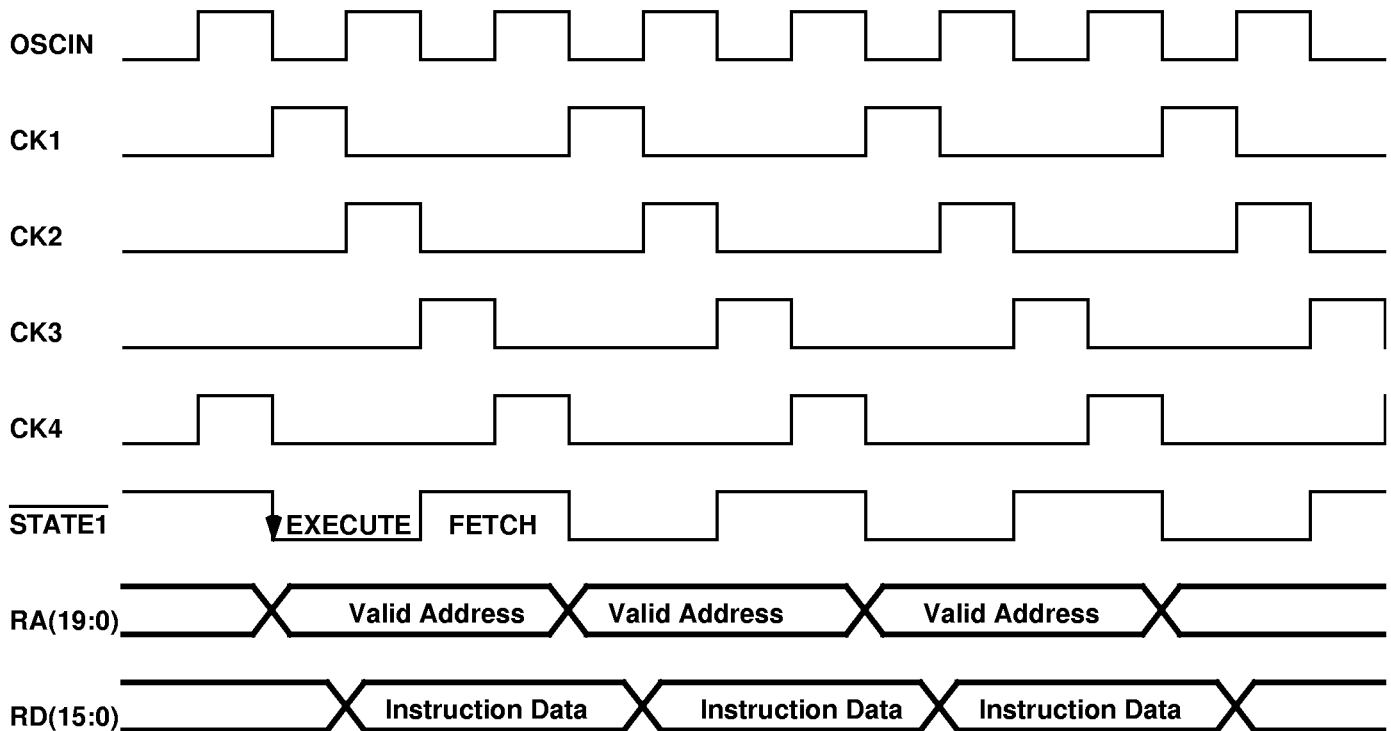 OSCIN
CK1
CK2
CK3
CK4
STATE1 EXECUTE FETCH
RA(19:0) Valid Address Valid Address Valid Address
RD(15:0) Instruction Data Instruction Data Instruction Data